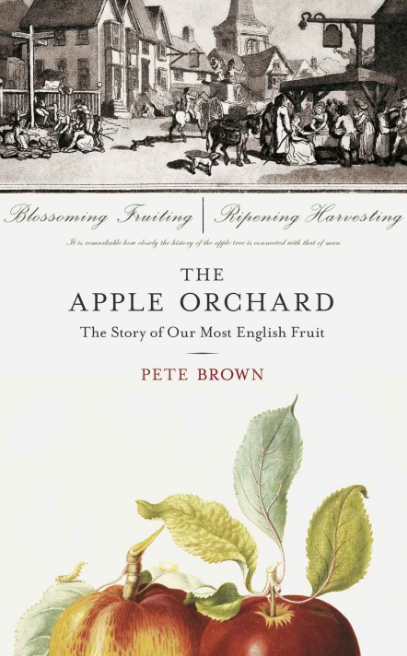 Blossoming Fruiting | Ripening Harvesting
It is remarkable how closely the history of the apple tree is connected with that of man
THE
APPLE ORCHARD
The Story of Our Most English Fruit
PETE BROWN